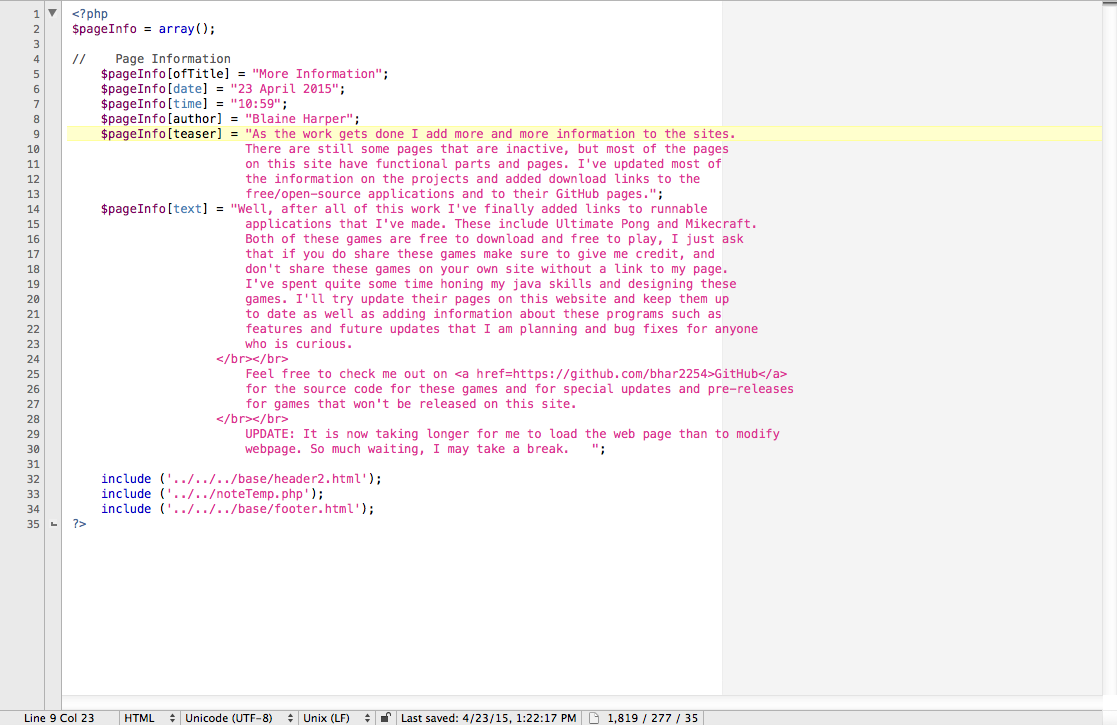 1 <?php
2 $pageInfo = array();
3
4 //    Page Information
5     $pageInfo[ofTitle] = "More Information";
6     $pageInfo[date] = "23 April 2015";
7     $pageInfo[time] = "10:59";
8     $pageInfo[author] = "Blaine Harper";
9     $pageInfo[teaser] = "As the work gets done I add more and more information to the sites.
10                         There are still some pages that are inactive, but most of the pages
11                         on this site have functional parts and pages. I've updated most of
12                         the information on the projects and added download links to the
13                         free/open-source applications and to their GitHub pages.";
14     $pageInfo[text] = "Well, after all of this work I've finally added links to runnable
15                         applications that I've made. These include Ultimate Pong and Mikecraft.
16                         Both of these games are free to download and free to play, I just ask
17                         that if you do share these games make sure to give me credit, and
18                         don't share these games on your own site without a link to my page.
19                         I've spent quite some time honing my java skills and designing these
20                         games. I'll try update their pages on this website and keep them up
21                         to date as well as adding information about these programs such as
22                         features and future updates that I am planning and bug fixes for anyone
23                         who is curious.
24                     </br></br>
25                         Feel free to check me out on <a href=https://github.com/bhar2254>GitHub</a>
26                         for the source code for these games and for special updates and pre-releases
27                         for games that won't be released on this site.
28                     </br></br>
29                         UPDATE: It is now taking longer for me to load the web page than to modify
30                         webpage. So much waiting, I may take a break.   ";
31
32     include ('../../../base/header2.html');
33     include ('../../noteTemp.php');
34     include ('../../../base/footer.html');
35 ?>
Line 9 Col 23 HTML Unicode (UTF-8) Unix (LF) Last saved: 4/23/15, 1:22:17 PM 1,819 / 277 / 35